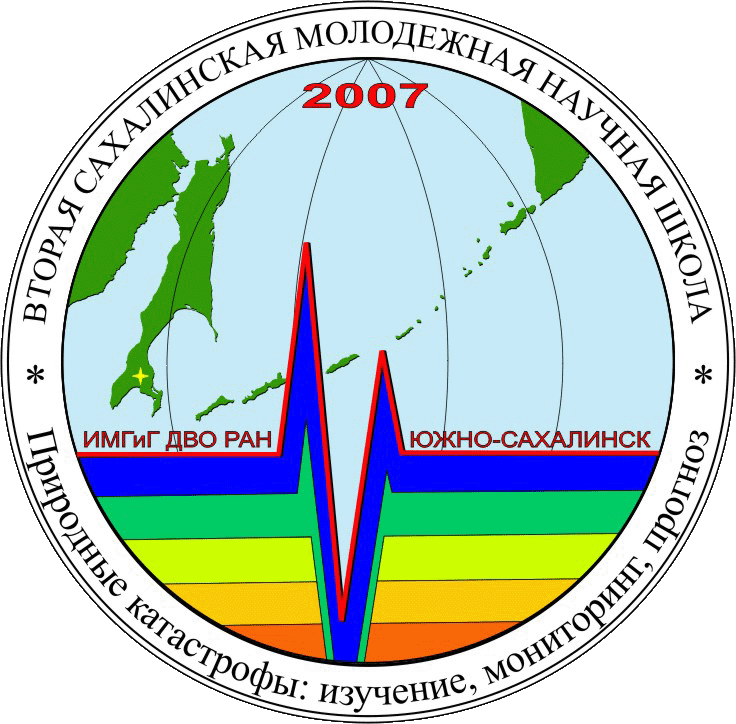 ВТОРАЯ САХАЛИНСКАЯ МОЛОДЕЖНАЯ НАУЧНАЯ ШКОЛА
2007
ИМГиГ ДВО РАН
ЮЖНО-САХАЛИНСК
* Природные катастрофы: изучение, мониторинг, прогноз *